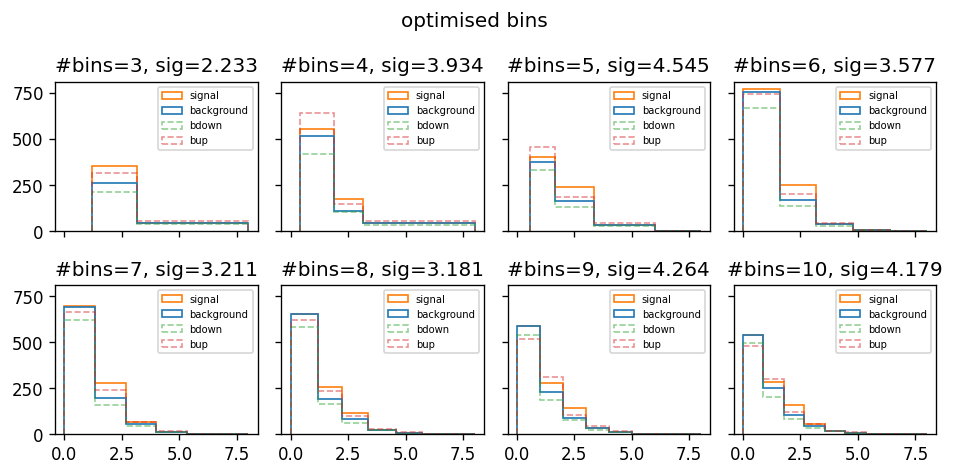 optimised bins
#bins=3, sig=2.233
#bins=4, sig=3.934
#bins=5, sig=4.545
#bins=6, sig=3.577
750
500
250
0
signal
background
bdown
bup
signal
background
bdown
bup
signal
background
bdown
bup
signal
background
bdown
bup
#bins=7, sig=3.211
#bins=8, sig=3.181
#bins=9, sig=4.264
#bins=10, sig=4.179
750
500
250
0
signal
background
bdown
bup
signal
background
bdown
bup
signal
background
bdown
bup
signal
background
bdown
bup
0.0 2.5 5.0 7.5
0.0 2.5 5.0 7.5
0.0 2.5 5.0 7.5
0.0 2.5 5.0 7.5